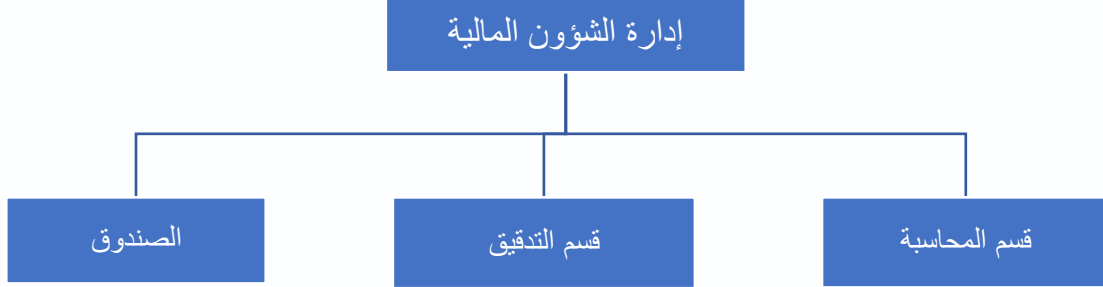 إدارة الشؤون المالية
قسم المحاسبة
قسم التدقيق
الصندوق